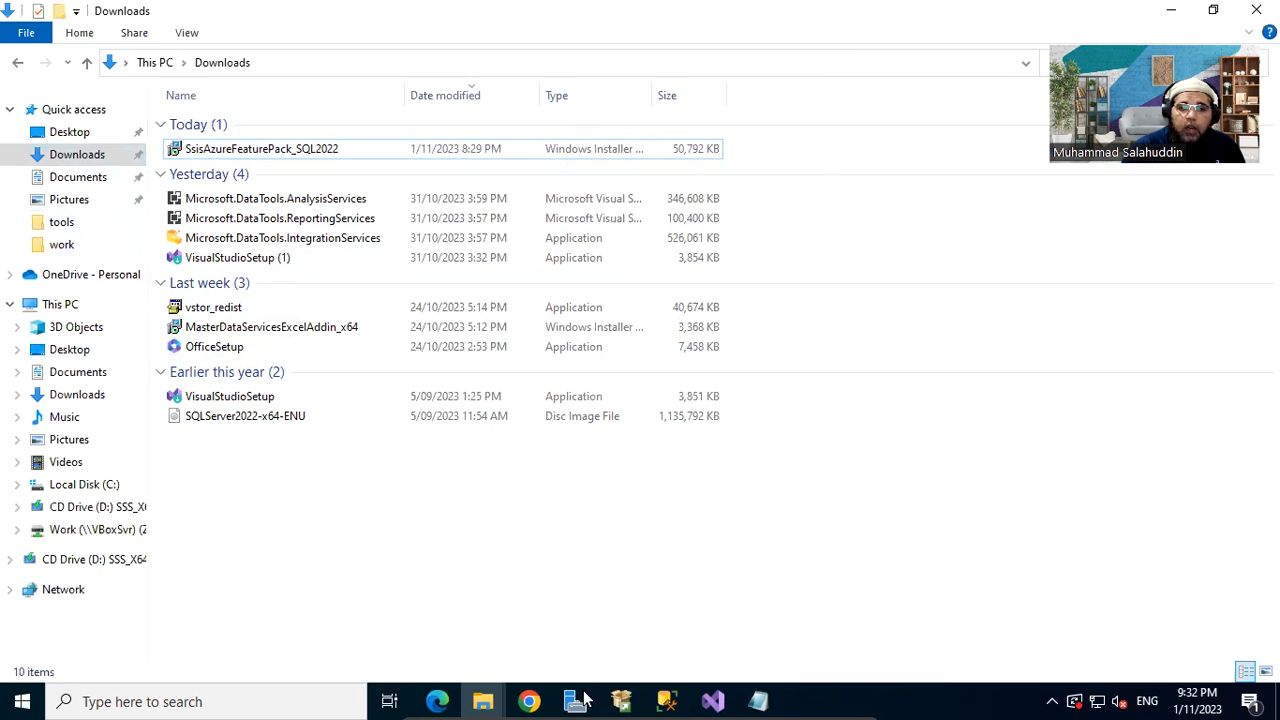 Downloads
File Home Share View
This PC Downloads
Name Date modified Type Size
Quick access
Desktop
Downloads
Documents
Pictures
tools
work
OneDrive - Personal
This PC
3D Objects
Desktop
Documents
Downloads
Music
Pictures
Videos
Local Disk (C:)
CD Drive (D:) SSS_X6
Work (\\VBoxSvr) (Z
CD Drive (D:) SSS_X64
Network
Today (1)
SsisAzureFeaturePack_SQL2022 1/11/2023 8:29 PM Windows Installer ... 50,792 KB
Yesterday (4)
Microsoft.DataTools.AnalysisServices 31/10/2023 3:59 PM Microsoft Visual S... 346,608 KB
Microsoft.DataTools.ReportingServices 31/10/2023 3:57 PM Microsoft Visual S... 100,400 KB
Microsoft.DataTools.IntegrationServices 31/10/2023 3:57 PM Application 526,061 KB
VisualStudioSetup (1) 31/10/2023 3:32 PM Application 3,854 KB
Last week (3)
vstor_redist 24/10/2023 5:14 PM Application 40,674 KB
MasterDataServicesExcelAddin_x64 24/10/2023 5:12 PM Windows Installer ... 3,368 KB
OfficeSetup 24/10/2023 2:53 PM Application 7,458 KB
Earlier this year (2)
VisualStudioSetup 5/09/2023 1:25 PM Application 3,851 KB
SQLServer2022-x64-ENU 5/09/2023 11:54 AM Disc Image File 1,135,792 KB
Muhammad Salahuddin
10 items
Type here to search
ENG
9:32 PM
1/11/2023
1